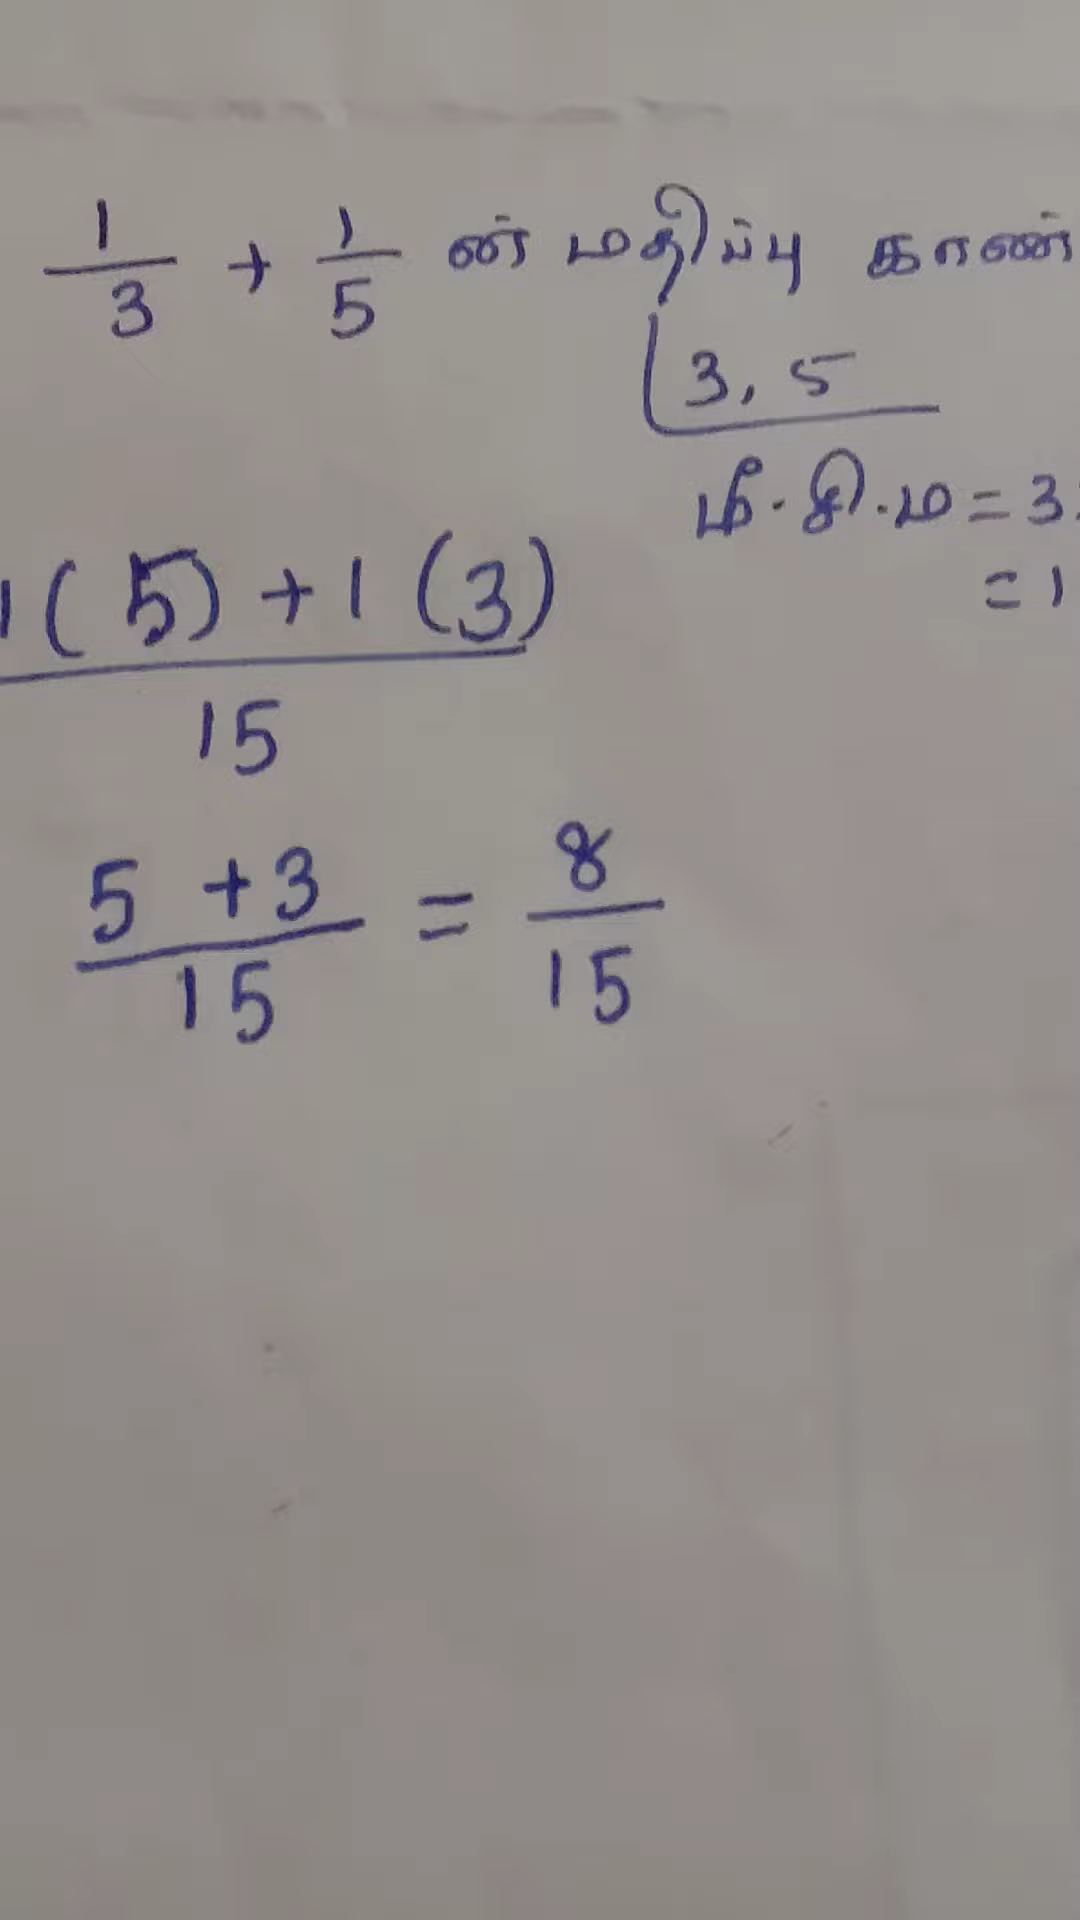 1/3 + 1/5 ன் மதிப்பு காண்
3, 5
மீ.சி.ம = 3
= 1
1(5) + 1(3)
15
5 + 3 / 15 = 8/15